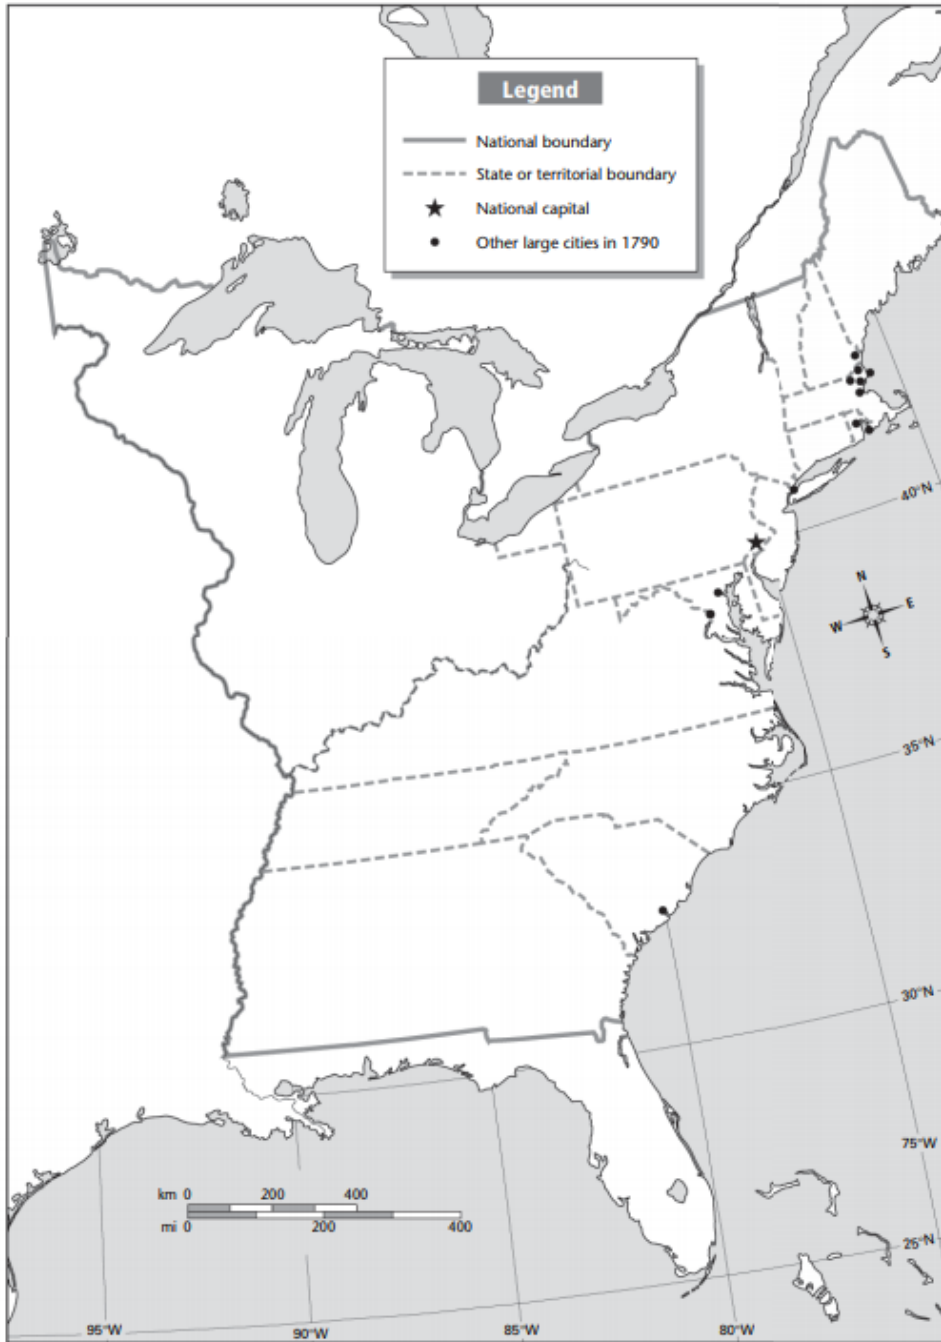 Legend
National boundary
State or territorial boundary
National capital
Other large cities in 1790
40°N
N
E
W
S
35°N
30°N
75°W
km 0 200 400
mi 0 200 400
25°N
95°W
90°W
85°W
80°W